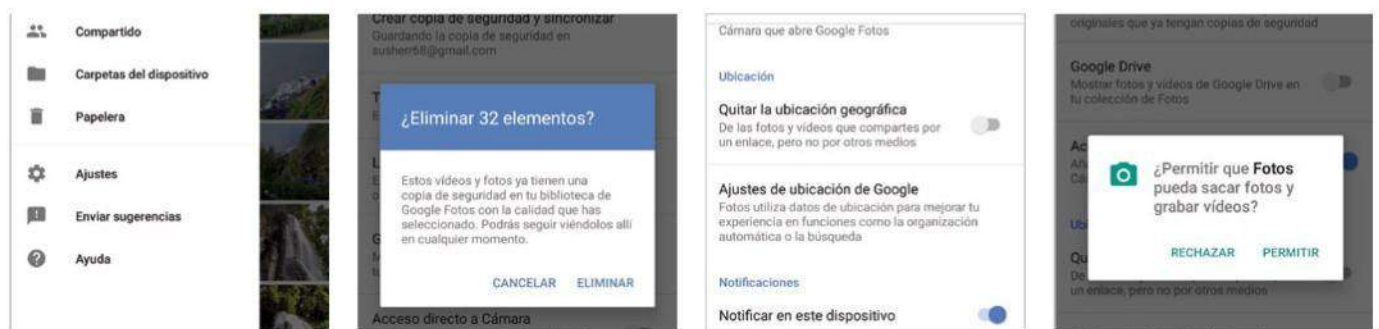 Compartido
Carpetas del dispositivo
Papelera
Ajustes
Enviar sugerencias
Ayuda
Crear copia de seguridad y sincronizar
Guardando la copia de seguridad en
susherr68@gmail.com
¿Eliminar 32 elementos?
Estos vídeos y fotos ya tienen una
copia de seguridad en tu biblioteca de
Google Fotos con la calidad que has
seleccionado. Podrás seguir viéndolos allí
en cualquier momento.
CANCELAR ELIMINAR
Acceso directo a Cámara
Cámara que abre Google Fotos
Ubicación
Quitar la ubicación geográfica
De las fotos y vídeos que compartes por
un enlace, pero no por otros medios
Ajustes de ubicación de Google
Fotos utiliza datos de ubicación para mejorar tu
experiencia en funciones como la organización
automática o la búsqueda
Notificaciones
Notificar en este dispositivo
originales que ya tengan copias de seguridad
Google Drive
Mostrar fotos y vídeos de Google Drive en
tu colección de Fotos
¿Permitir que Fotos
pueda sacar fotos y
grabar vídeos?
RECHAZAR PERMITIR
un enlace, pero no por otros medios